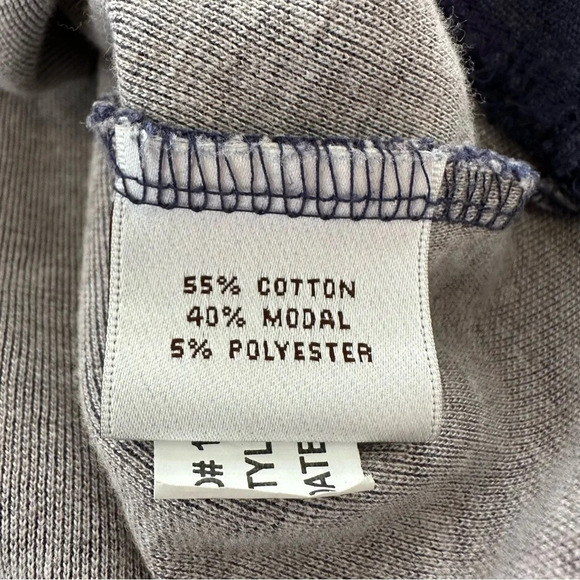 55% COTTON
40% MODAL
5% POLYESTER